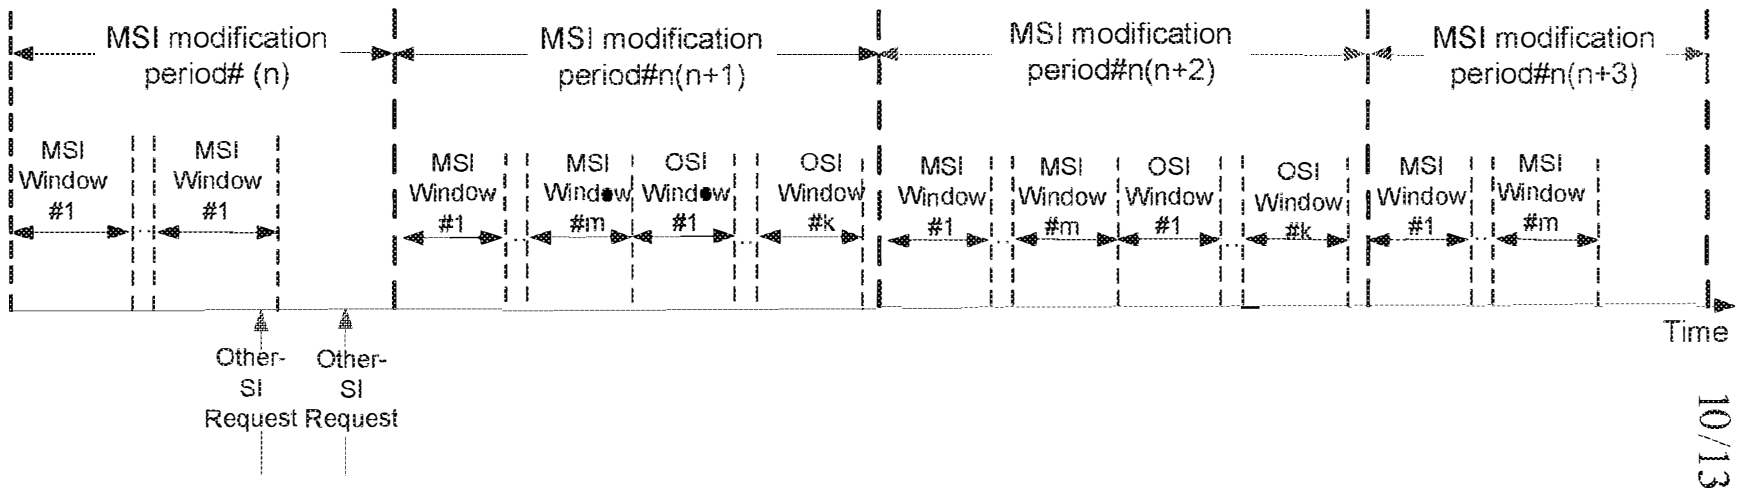 MSI modification
period# (n)
MSI modification
period#n(n+1)
MSI modification
period#n(n+2)
MSI modification
period#n(n+3)
MSI
Window
#1
...
MSI
Window
#1
MSI
Window
#1
...
MSI
Window
#m
OSI
Window
#1
...
OSI
Window
#k
MSI
Window
#1
...
MSI
Window
#m
OSI
Window
#1
...
OSI
Window
#k
MSI
Window
#1
...
MSI
Window
#m
Time
Other-
SI
Request
Other-
SI
Request
10/13